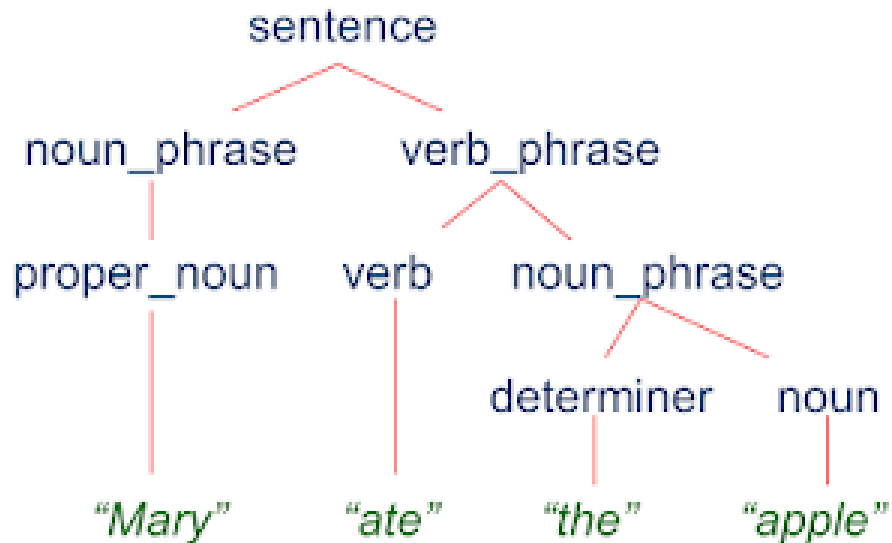 sentence
noun_phrase verb_phrase
proper_noun verb noun_phrase
determiner noun
“Mary” “ate” “the” “apple”